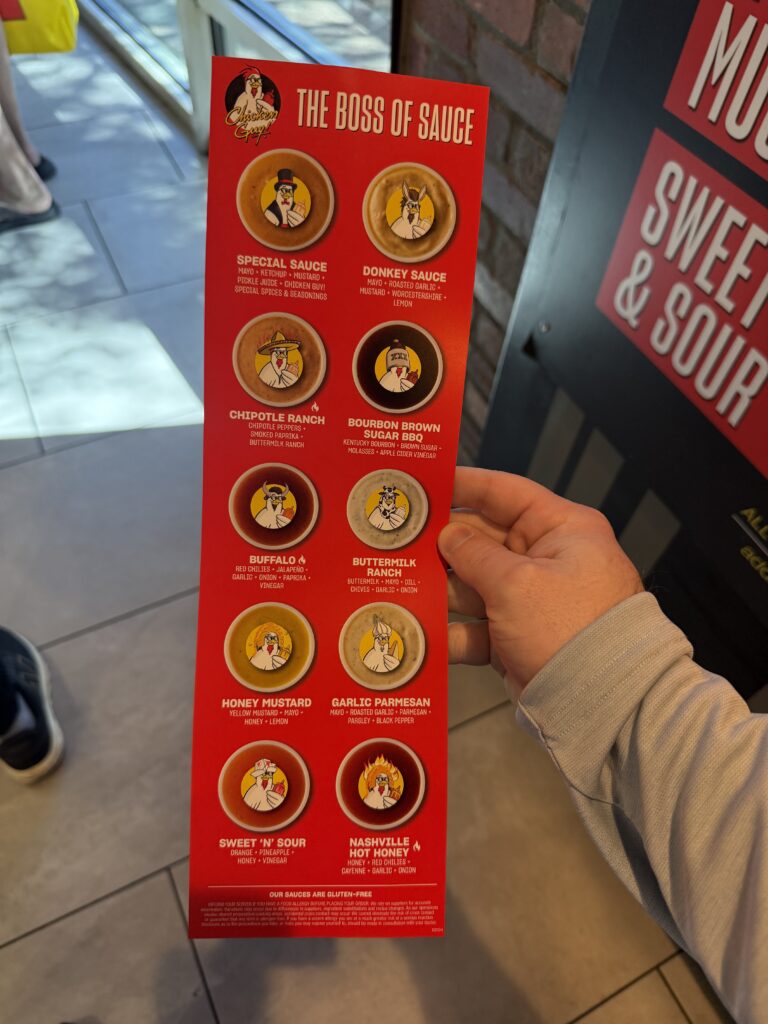 Chicken
Guy!
THE BOSS OF SAUCE
SPECIAL SAUCE
MAYO • KETCHUP • MUSTARD •
PICKLE JUICE • CHICKEN GUY!
SPECIAL SPICES & SEASONINGS
DONKEY SAUCE
MAYO • ROASTED GARLIC •
MUSTARD • WORCESTERSHIRE •
LEMON
CHIPOTLE RANCH
CHIPOTLE PEPPERS •
SMOKED PAPRIKA •
BUTTERMILK RANCH
BOURBON BROWN
SUGAR BBQ
KENTUCKY BOURBON • BROWN SUGAR •
MOLASSES • APPLE CIDER VINEGAR
BUFFALO
RED CHILIES • JALAPEÑO •
GARLIC • ONION • PAPRIKA •
VINEGAR
BUTTERMILK
RANCH
BUTTERMILK • MAYO • DILL •
CHIVES • GARLIC • ONION
HONEY MUSTARD
YELLOW MUSTARD • MAYO •
HONEY • LEMON
GARLIC PARMESAN
MAYO • ROASTED GARLIC • PARMESAN •
PARSLEY • BLACK PEPPER
SWEET 'N' SOUR
ORANGE • PINEAPPLE •
HONEY • VINEGAR
NASHVILLE
HOT HONEY
HONEY • RED CHILIES •
CAYENNE • GARLIC • ONION
OUR SAUCES ARE GLUTEN-FREE
SWEET
& SOUR